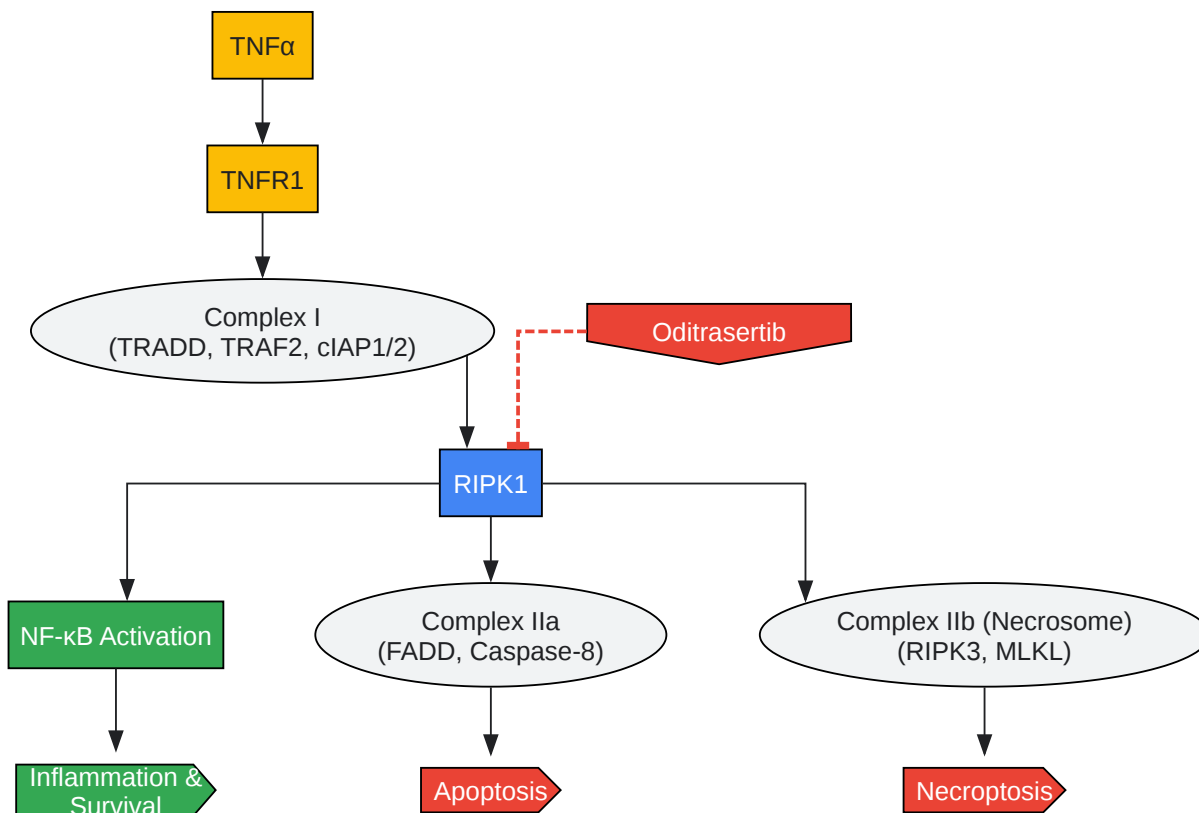 TNFα
TNFR1
Complex I
(TRADD, TRAF2, cIAP1/2)
Oditrasertib
RIPK1
NF-κB Activation
Complex IIa
(FADD, Caspase-8)
Complex IIb (Necrosome)
(RIPK3, MLKL)
Inflammation &
Survival
Apoptosis
Necroptosis